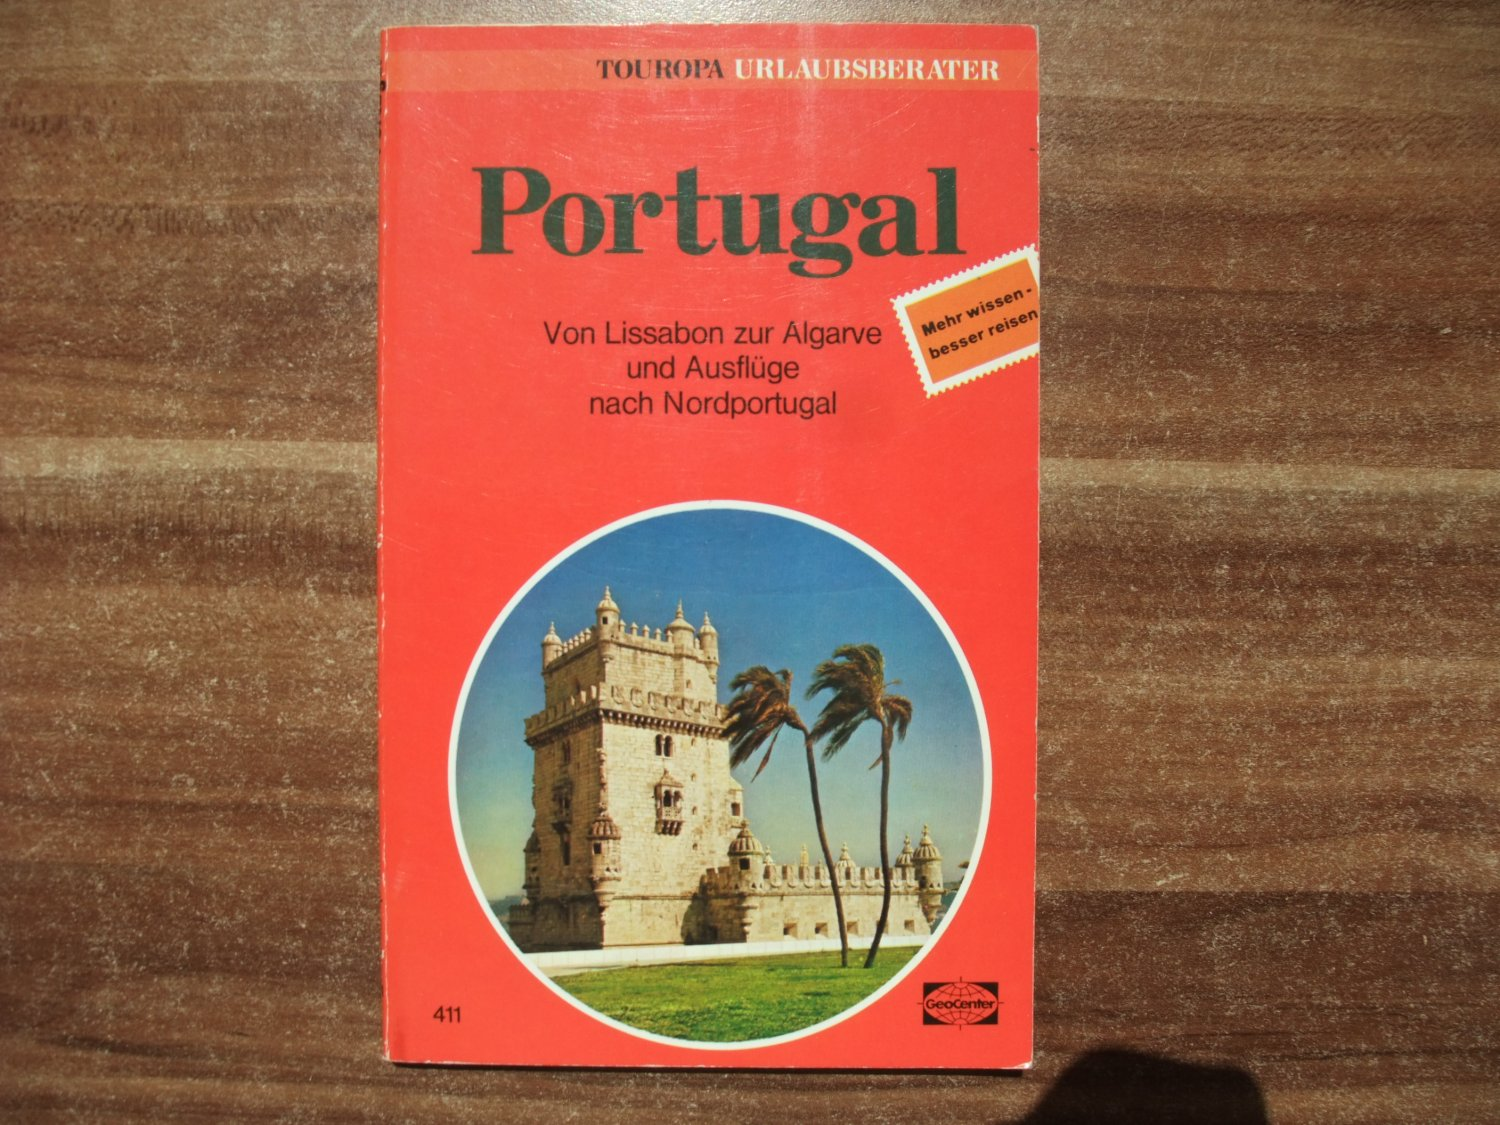 TOUROPA URLAUBSBERATER
Portugal
Mehr wissen -
besser reisen
Von Lissabon zur Algarve
und Ausflüge
nach Nordportugal
411
GeoCenter